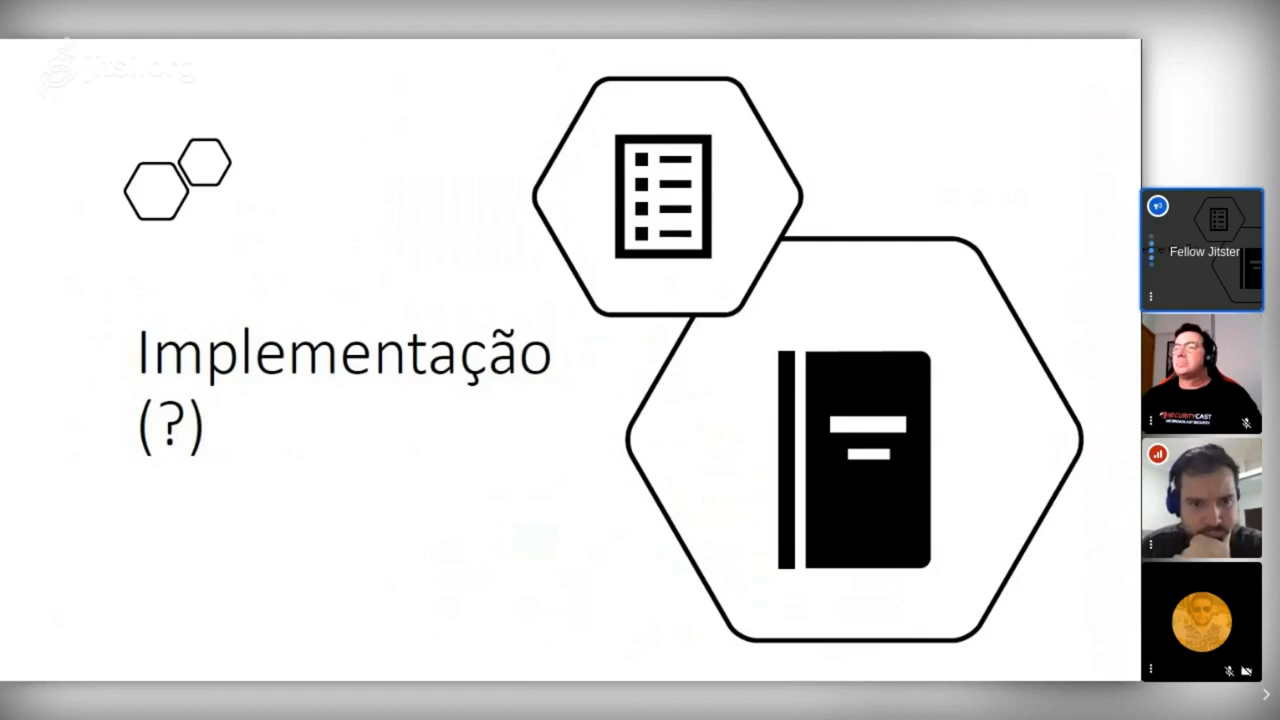 jitsi.org
Implementação
(?)
Fellow Jitster
SECURITYCAST